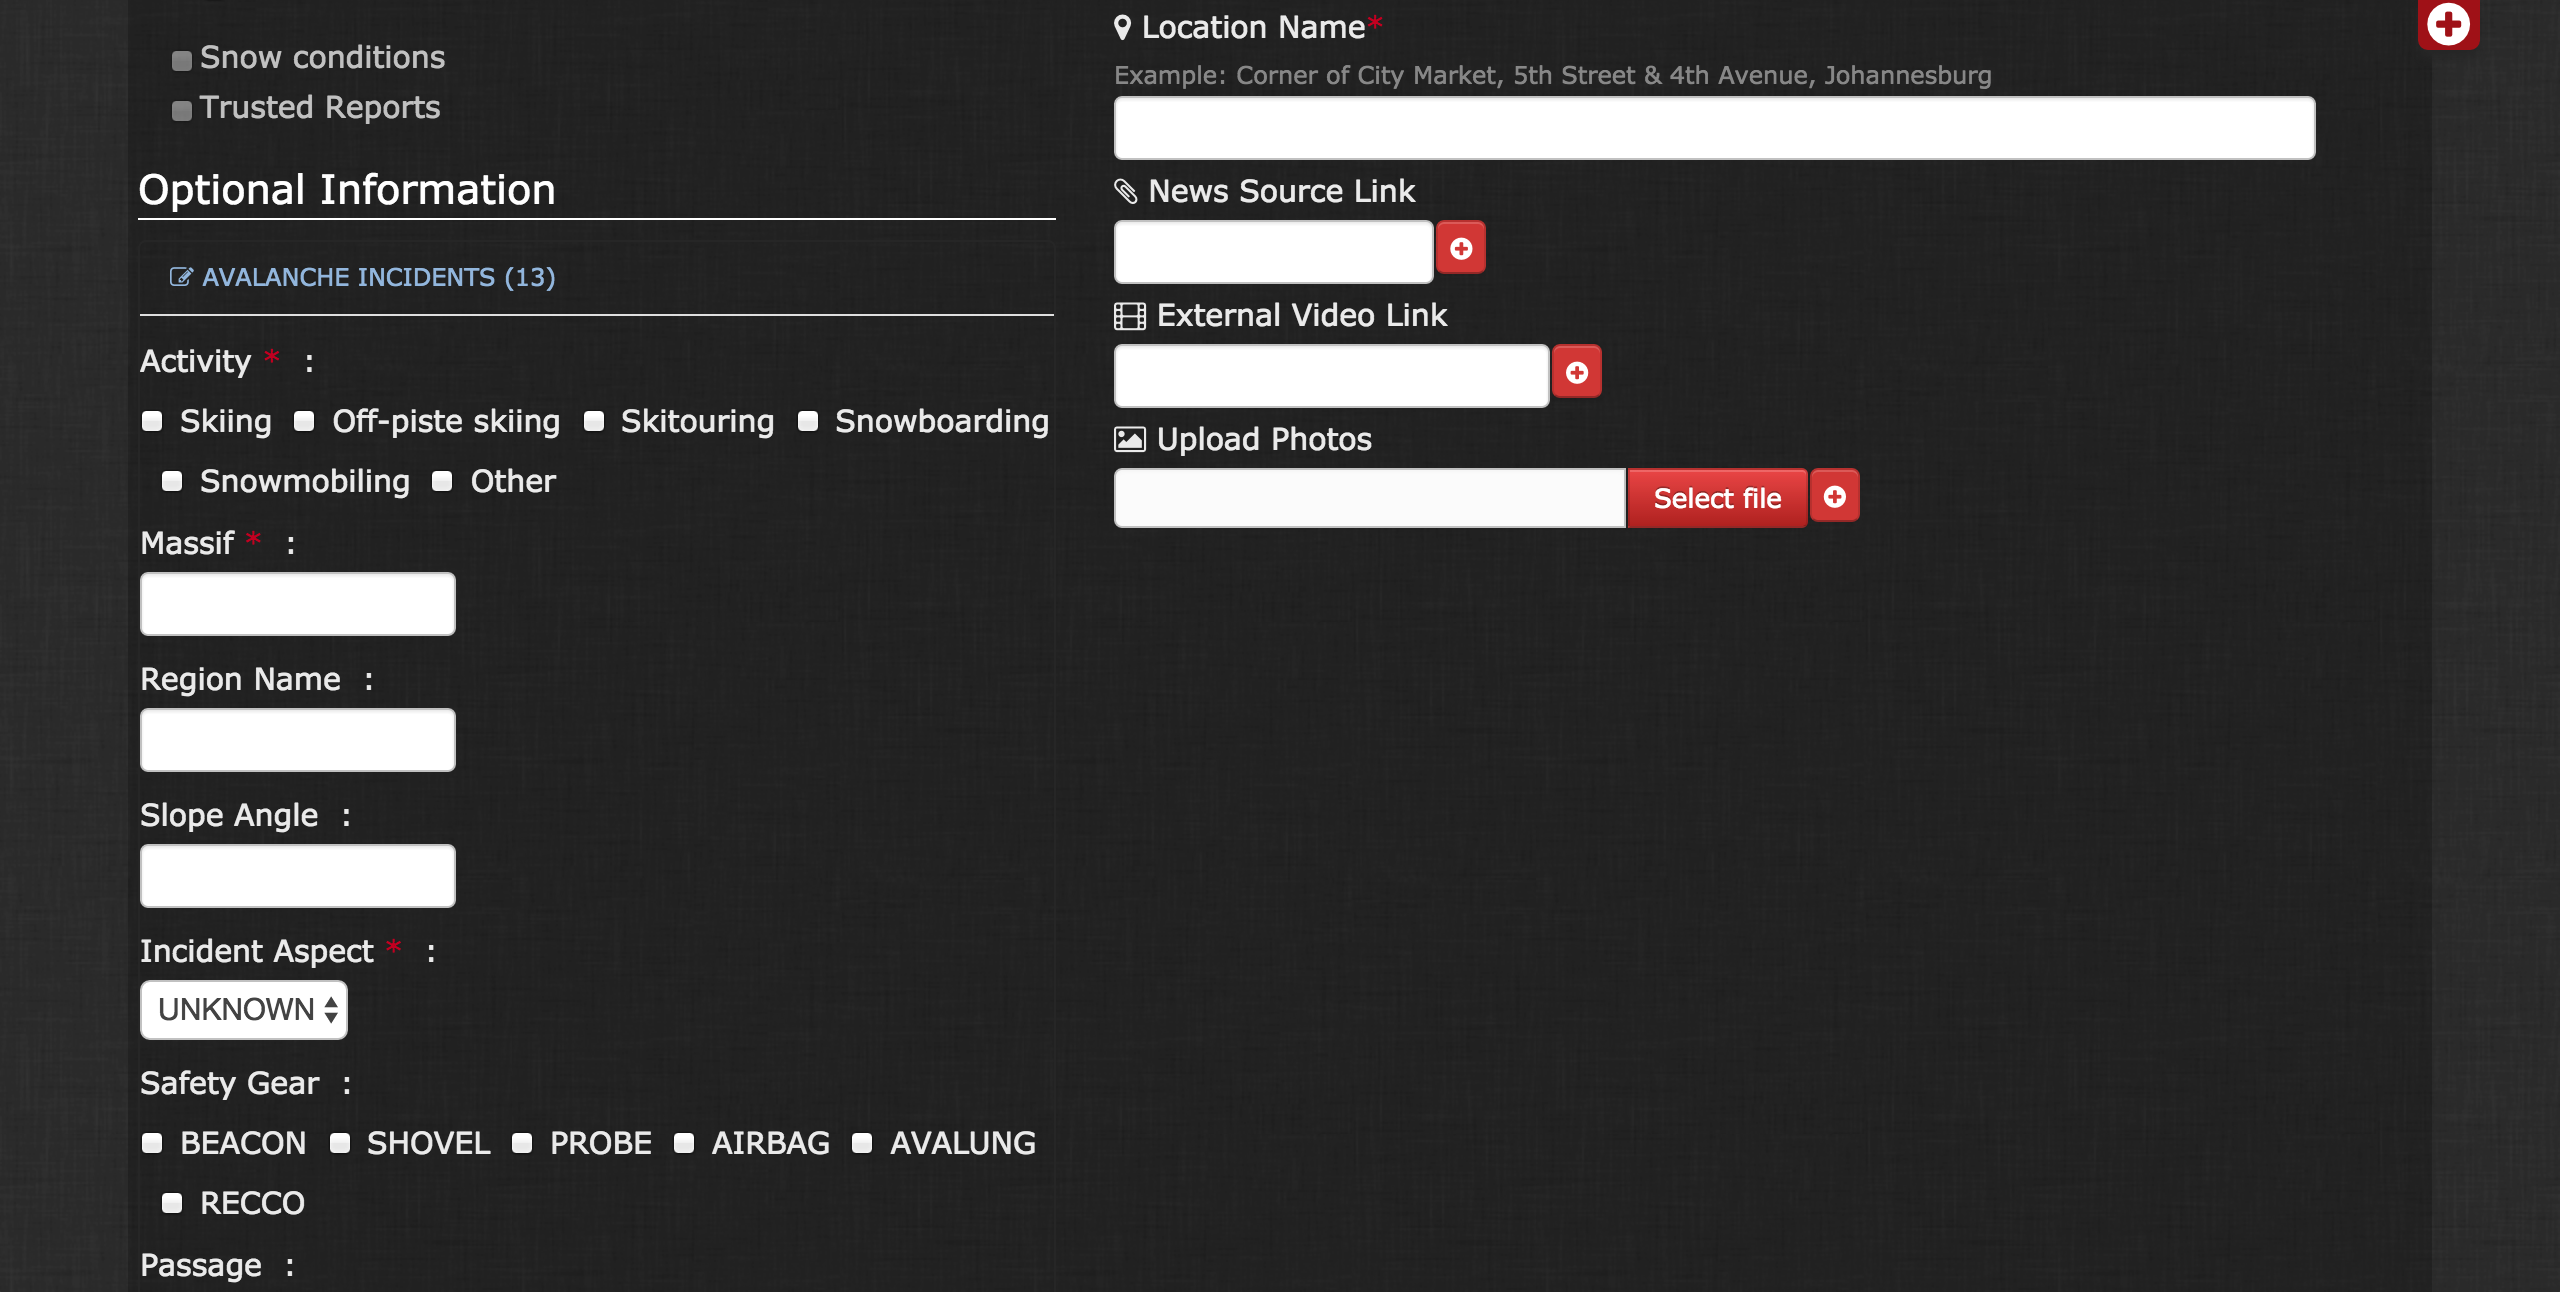 Snow conditions
Trusted Reports
Optional Information
AVALANCHE INCIDENTS (13)
Activity * :
Skiing Off-piste skiing Skitouring Snowboarding
Snowmobiling Other
Massif * :
Region Name :
Slope Angle :
Incident Aspect * :
UNKNOWN
Safety Gear :
BEACON SHOVEL PROBE AIRBAG AVALUNG
RECCO
Passage :
Location Name*
Example: Corner of City Market, 5th Street & 4th Avenue, Johannesburg
News Source Link
External Video Link
Upload Photos
Select file